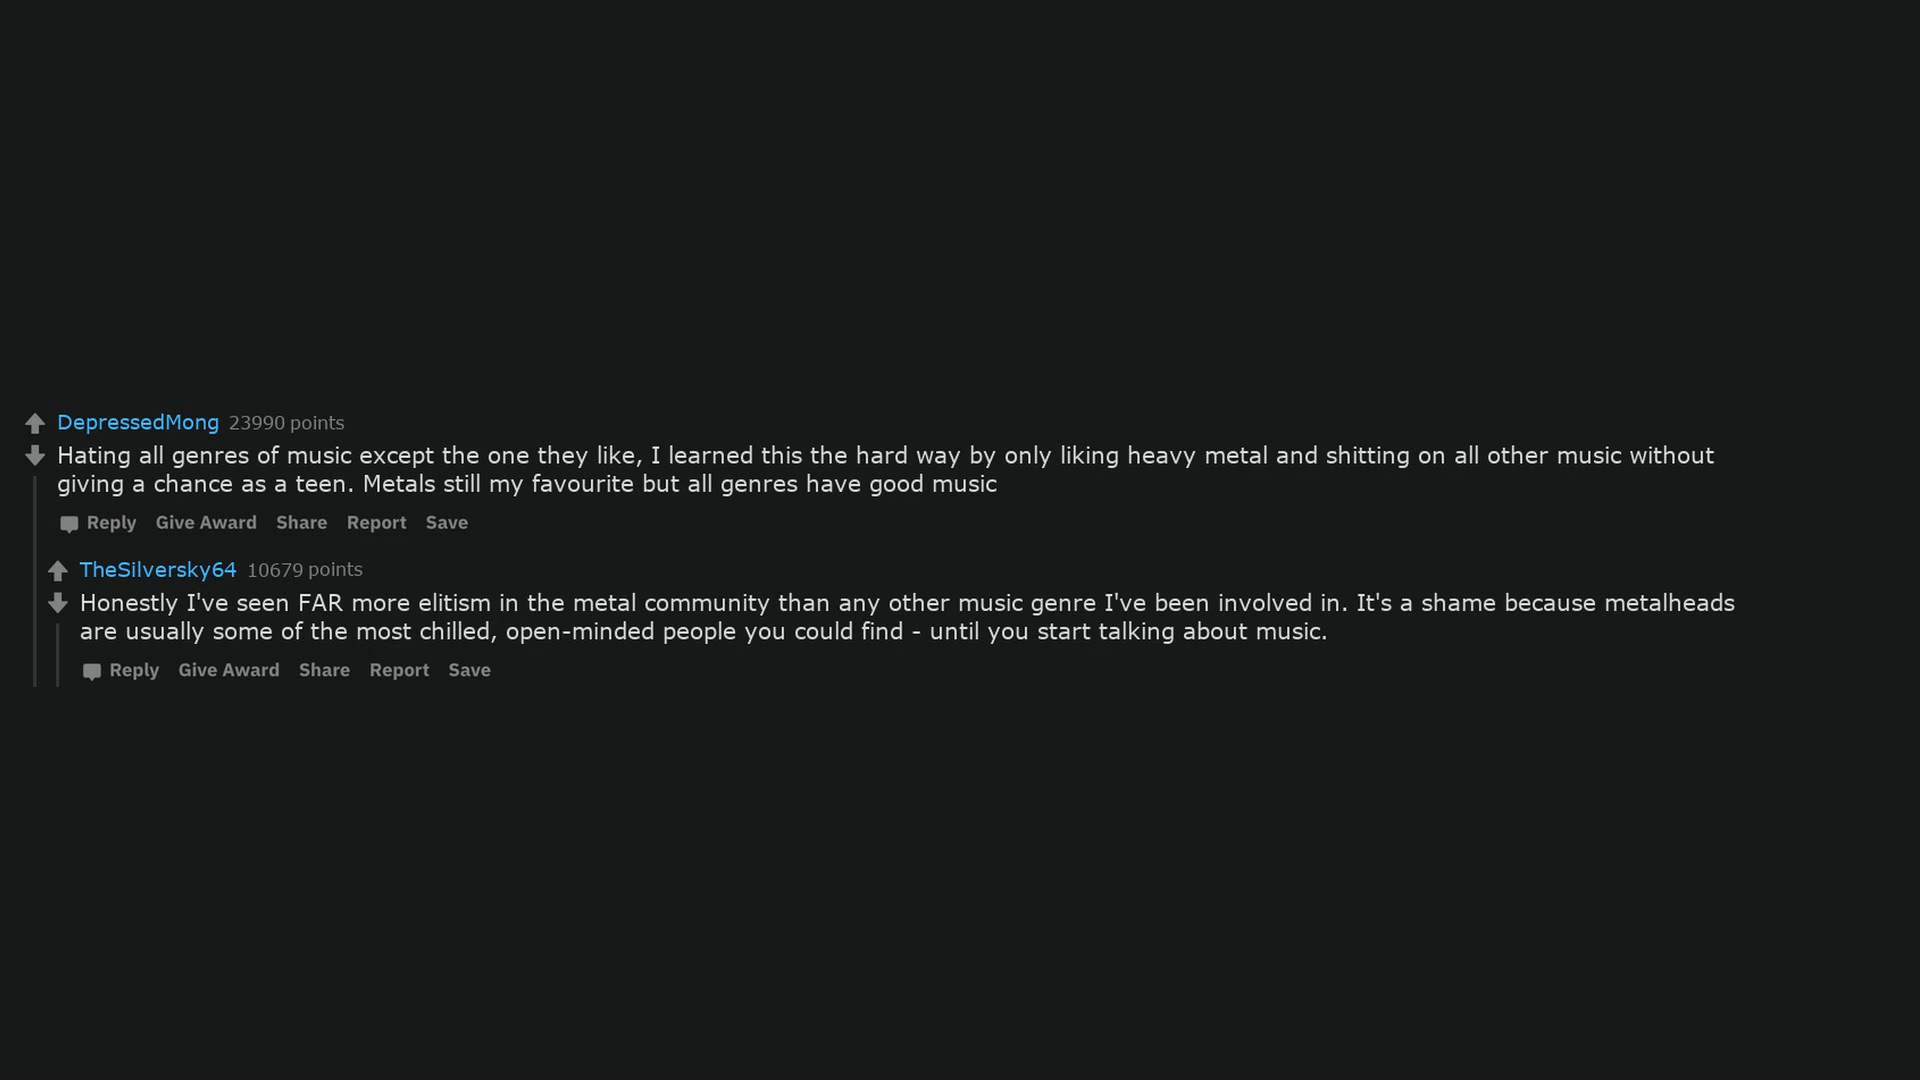 DepressedMong 23990 points
Hating all genres of music except the one they like, I learned this the hard way by only liking heavy metal and shitting on all other music without
giving a chance as a teen. Metals still my favourite but all genres have good music
Reply Give Award Share Report Save
TheSilversky64 10679 points
Honestly I've seen FAR more elitism in the metal community than any other music genre I've been involved in. It's a shame because metalheads
are usually some of the most chilled, open-minded people you could find - until you start talking about music.
Reply Give Award Share Report Save